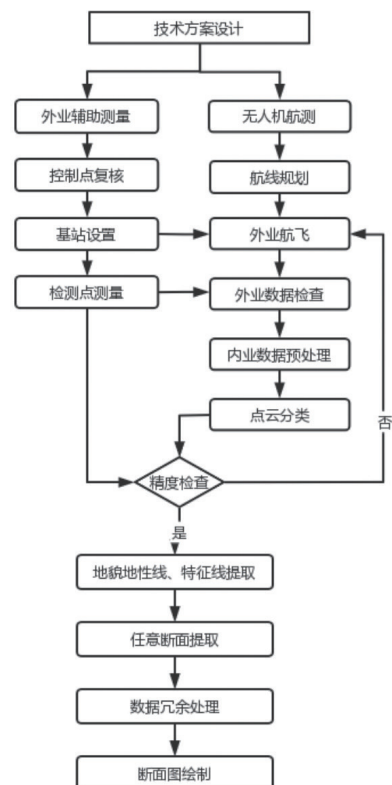 技术方案设计
外业辅助测量
无人机航测
控制点复核
航线规划
基站设置
外业航飞
检测点测量
外业数据检查
内业数据预处理
点云分类
否
精度检查
是
地貌地性线、特征线提取
任意断面提取
数据冗余处理
断面图绘制